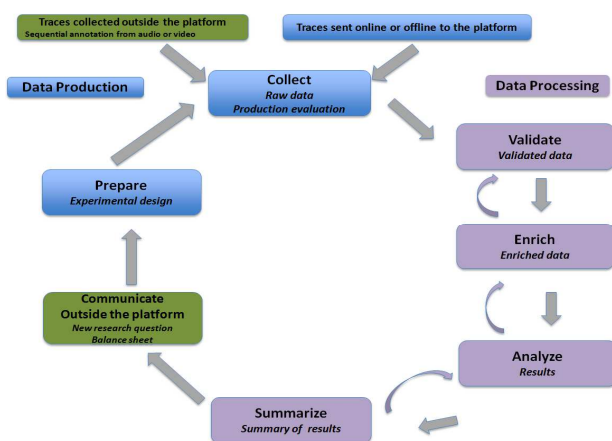 Traces collected outside the platform
Sequential annotation from audio or video
Traces sent online or offline to the platform
Data Production
Collect
Raw data
Production evaluation
Data Processing
Validate
Validated data
Prepare
Experimental design
Enrich
Enriched data
Communicate
Outside the platform
New research question
Balance sheet
Analyze
Results
Summarize
Summary of results